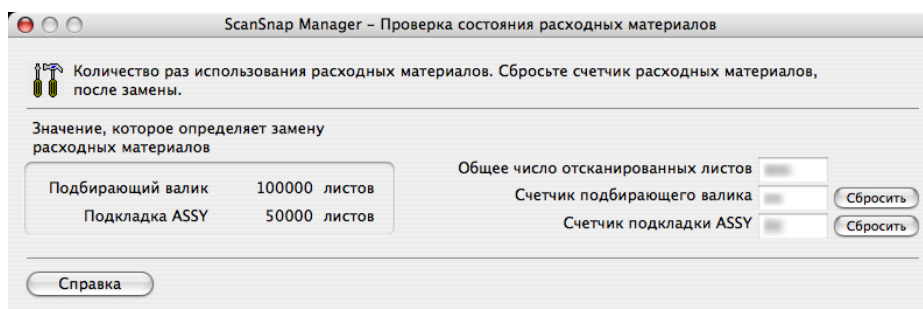 ScanSnap Manager – Проверка состояния расходных материалов
Количество раз использования расходных материалов. Сбросьте счетчик расходных материалов,
после замены.
Значение, которое определяет замену
расходных материалов
Подбирающий валик 100000 листов
Подкладка ASSY 50000 листов
Общее число отсканированных листов
Счетчик подбирающего валика Сбросить
Счетчик подкладки ASSY Сбросить
Справка